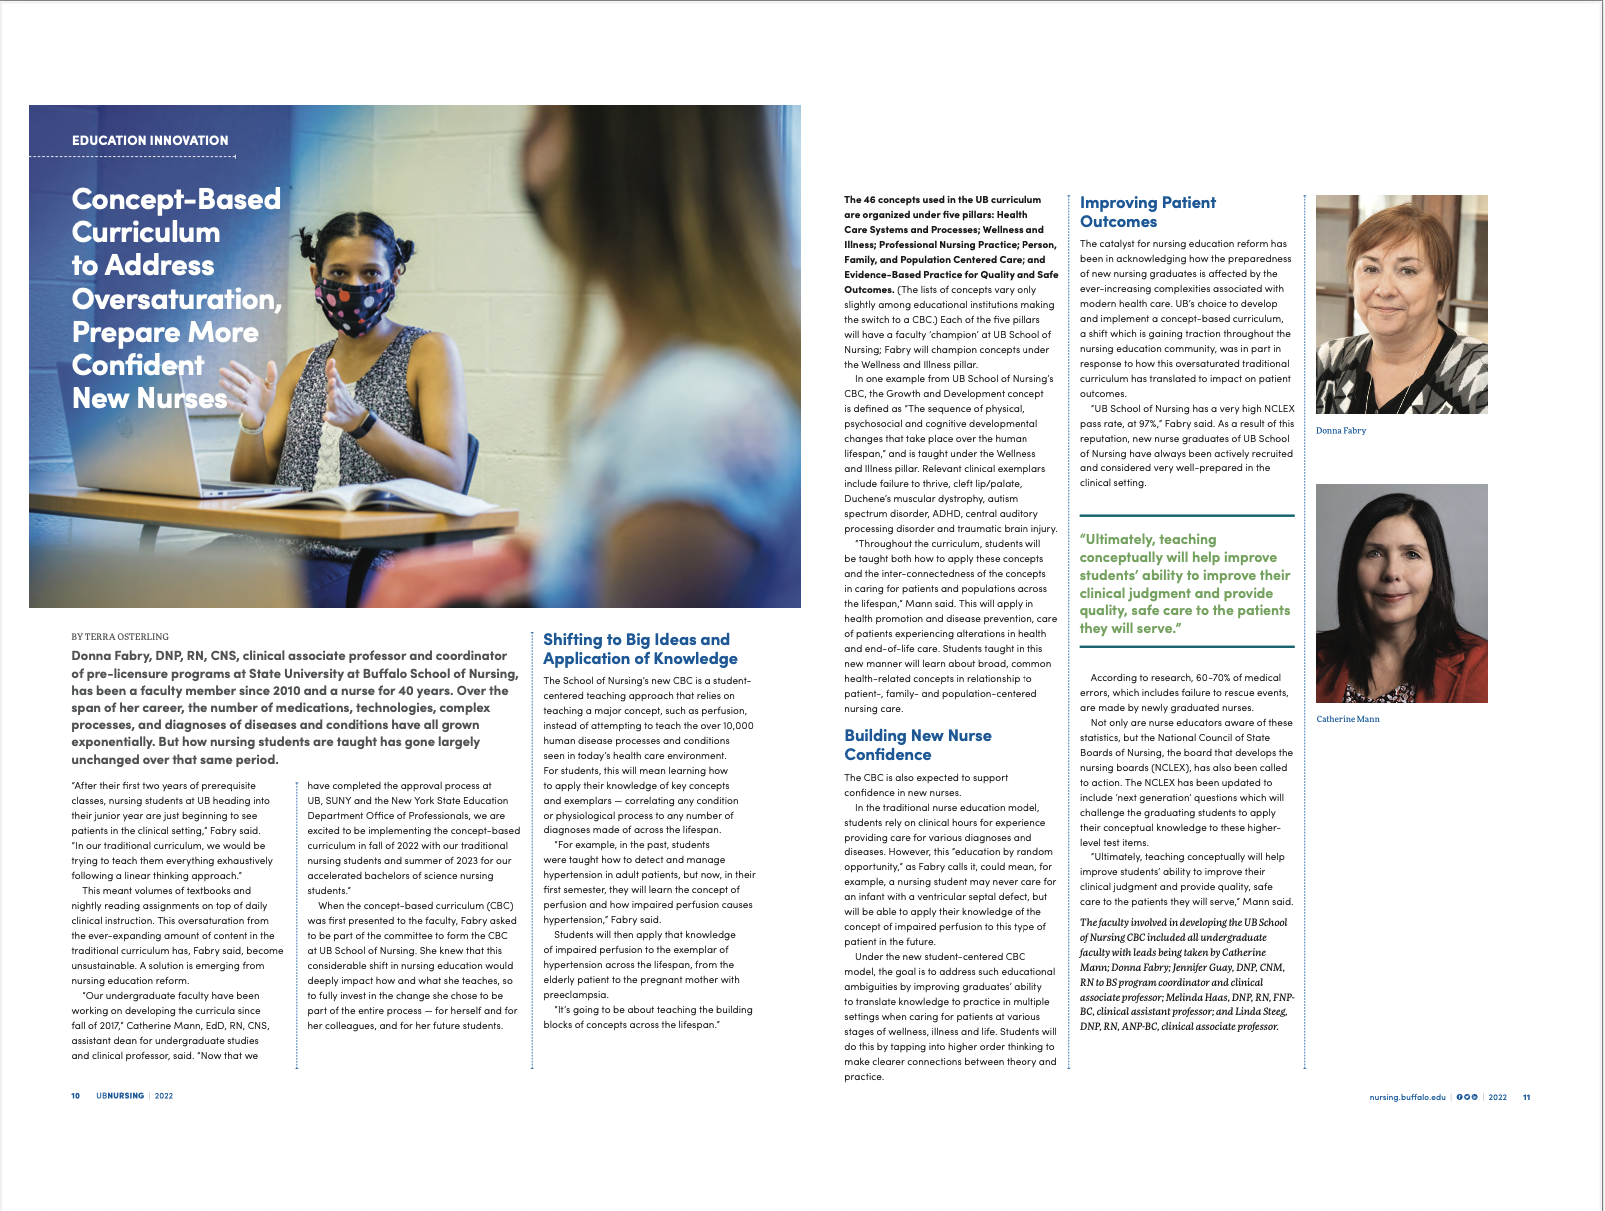 EDUCATION INNOVATION
Concept-Based
Curriculum
to Address
Oversaturation,
Prepare More
Confident
New Nurses
BY TERRA OSTERLING
Donna Fabry, DNP, RN, CNS, clinical associate professor and coordinator
of pre-licensure programs at State University at Buffalo School of Nursing,
has been a faculty member since 2010 and a nurse for 40 years. Over the
span of her career, the number of medications, technologies, complex
processes, and diagnoses of diseases and conditions have all grown
exponentially. But how nursing students are taught has gone largely
unchanged over that same period.
“After their first two years of prerequisite
classes, nursing students at UB heading into
their junior year are just beginning to see
patients in the clinical setting,” Fabry said.
“In our traditional curriculum, we would be
trying to teach them everything exhaustively
following a linear thinking approach.”
This meant volumes of textbooks and
nightly reading assignments on top of daily
clinical instruction. This oversaturation from
the ever-expanding amount of content in the
traditional curriculum has, Fabry said, become
unsustainable. A solution is emerging from
nursing education reform.
“Our undergraduate faculty have been
working on developing the curricula since
fall of 2017,” Catherine Mann, EdD, RN, CNS,
assistant dean for undergraduate studies
and clinical professor, said. “Now that we
have completed the approval process at
UB, SUNY and the New York State Education
Department Office of Professionals, we are
excited to be implementing the concept-based
curriculum in fall of 2022 with our traditional
nursing students and summer of 2023 for our
accelerated bachelors of science nursing
students.”
When the concept-based curriculum (CBC)
was first presented to the faculty, Fabry asked
to be part of the committee to form the CBC
at UB School of Nursing. She knew that this
considerable shift in nursing education would
deeply impact how and what she teaches, so
to fully invest in the change she chose to be
part of the entire process — for herself and for
her colleagues, and for her future students.
Shifting to Big Ideas and
Application of Knowledge
The School of Nursing’s new CBC is a student-
centered teaching approach that relies on
teaching a major concept, such as perfusion,
instead of attempting to teach the over 10,000
human disease processes and conditions
seen in today’s health care environment.
For students, this will mean learning how
to apply their knowledge of key concepts
and exemplars — correlating any condition
or physiological process to any number of
diagnoses made of across the lifespan.
“For example, in the past, students
were taught how to detect and manage
hypertension in adult patients, but now, in their
first semester, they will learn the concept of
perfusion and how impaired perfusion causes
hypertension,” Fabry said.
Students will then apply that knowledge
of impaired perfusion to the exemplar of
hypertension across the lifespan, from the
elderly patient to the pregnant mother with
preeclampsia.
“It’s going to be about teaching the building
blocks of concepts across the lifespan.”
10 UBNURSING | 2022
The 46 concepts used in the UB curriculum
are organized under five pillars: Health
Care Systems and Processes; Wellness and
Illness; Professional Nursing Practice; Person,
Family, and Population Centered Care; and
Evidence-Based Practice for Quality and Safe
Outcomes. (The lists of concepts vary only
slightly among educational institutions making
the switch to a CBC.) Each of the five pillars
will have a faculty ‘champion’ at UB School of
Nursing; Fabry will champion concepts under
the Wellness and Illness pillar.
In one example from UB School of Nursing’s
CBC, the Growth and Development concept
is defined as “The sequence of physical,
psychosocial and cognitive developmental
changes that take place over the human
lifespan,” and is taught under the Wellness
and Illness pillar. Relevant clinical exemplars
include failure to thrive, cleft lip/palate,
Duchene’s muscular dystrophy, autism
spectrum disorder, ADHD, central auditory
processing disorder and traumatic brain injury.
“Throughout the curriculum, students will
be taught both how to apply these concepts
and the inter-connectedness of the concepts
in caring for patients and populations across
the lifespan,” Mann said. This will apply in
health promotion and disease prevention, care
of patients experiencing alterations in health
and end-of-life care. Students taught in this
new manner will learn about broad, common
health-related concepts in relationship to
patient-, family- and population-centered
nursing care.
Building New Nurse
Confidence
The CBC is also expected to support
confidence in new nurses.
In the traditional nurse education model,
students rely on clinical hours for experience
providing care for various diagnoses and
diseases. However, this “education by random
opportunity,” as Fabry calls it, could mean, for
example, a nursing student may never care for
an infant with a ventricular septal defect, but
will be able to apply their knowledge of the
concept of impaired perfusion to this type of
patient in the future.
Under the new student-centered CBC
model, the goal is to address such educational
ambiguities by improving graduates’ ability
to translate knowledge to practice in multiple
settings when caring for patients at various
stages of wellness, illness and life. Students will
do this by tapping into higher order thinking to
make clearer connections between theory and
practice.
Improving Patient
Outcomes
The catalyst for nursing education reform has
been in acknowledging how the preparedness
of new nursing graduates is affected by the
ever-increasing complexities associated with
modern health care. UB’s choice to develop
and implement a concept-based curriculum,
a shift which is gaining traction throughout the
nursing education community, was in part in
response to how this oversaturated traditional
curriculum has translated to impact on patient
outcomes.
“UB School of Nursing has a very high NCLEX
pass rate, at 97%,” Fabry said. As a result of this
reputation, new nurse graduates of UB School
of Nursing have always been actively recruited
and considered very well-prepared in the
clinical setting.
“Ultimately, teaching
conceptually will help improve
students’ ability to improve their
clinical judgment and provide
quality, safe care to the patients
they will serve.”
According to research, 60-70% of medical
errors, which includes failure to rescue events,
are made by newly graduated nurses.
Not only are nurse educators aware of these
statistics, but the National Council of State
Boards of Nursing, the board that develops the
nursing boards (NCLEX), has also been called
to action. The NCLEX has been updated to
include ‘next generation’ questions which will
challenge the graduating students to apply
their conceptual knowledge to these higher-
level test items.
“Ultimately, teaching conceptually will help
improve students’ ability to improve their
clinical judgment and provide quality, safe
care to the patients they will serve,” Mann said.
The faculty involved in developing the UB School
of Nursing CBC included all undergraduate
faculty with leads being taken by Catherine
Mann; Donna Fabry; Jennifer Guay, DNP, CNM,
RN to BS program coordinator and clinical
associate professor; Melinda Haas, DNP, RN, FNP-
BC, clinical assistant professor; and Linda Steeg,
DNP, RN, ANP-BC, clinical associate professor.
Donna Fabry
Catherine Mann
nursing.buffalo.edu | | 2022 11